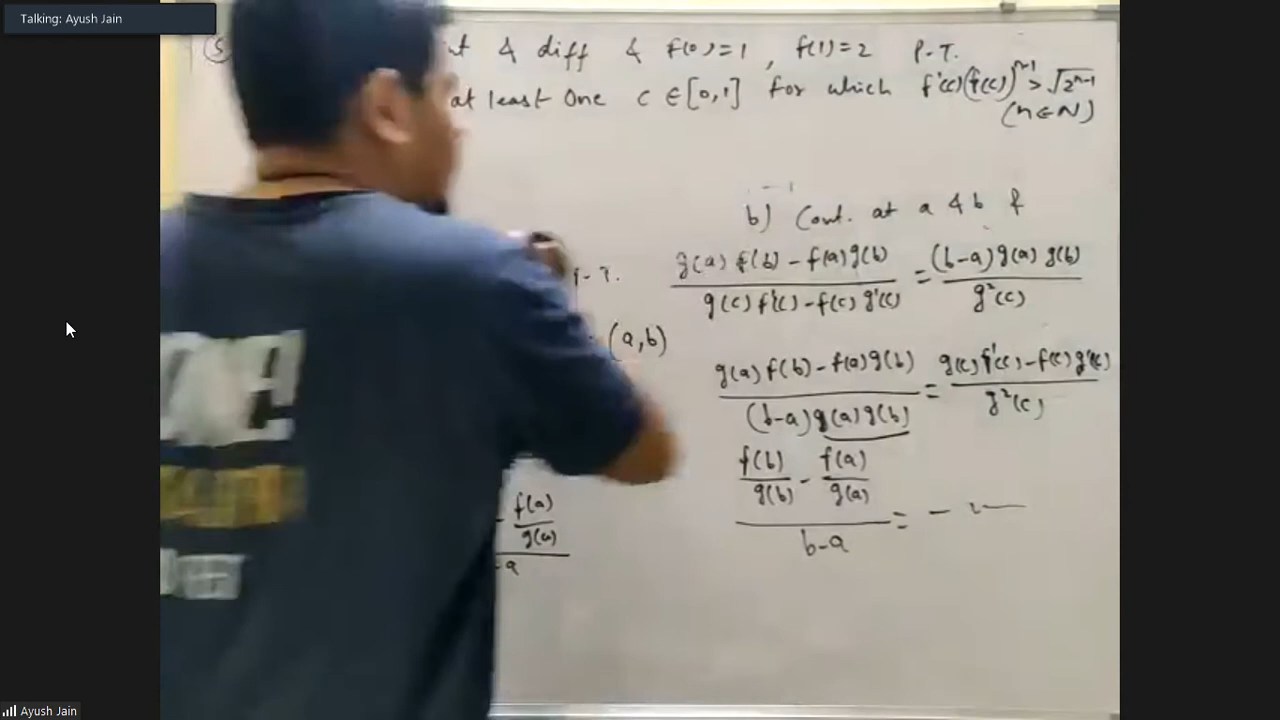 Talking: Ayush Jain
(5) & diff & f(0)=1 , f(1)=2 P.T.
at least one c ∈ [0,1] for which f'(c)(f(c))^{n-1} > √2^{n-1}
(n∈N)
b) Cont. at a & b f
P.T.
(g(a) f(b) - f(a)g(b)) / (g(c) f'(c) - f(c) g'(c)) = ((b-a)g(a) g(b)) / g²(c)
(a,b)
(g(a) f(b) - f(a)g(b)) / ((b-a)g(a)g(b)) = (g(c) f'(c) - f(c) g'(c)) / g²(c)
(f(b)/g(b) - f(a)/g(a)) / (b-a) = -
- f(a)/g(a)
-a
Ayush Jain